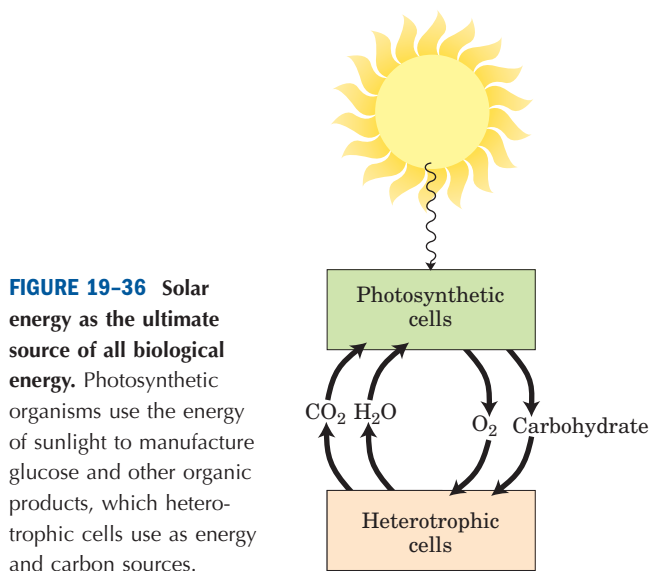 FIGURE 19–36 Solar
energy as the ultimate
source of all biological
energy. Photosynthetic
organisms use the energy
of sunlight to manufacture
glucose and other organic
products, which hetero-
trophic cells use as energy
and carbon sources.
Photosynthetic
cells
CO₂ H₂O
O₂ Carbohydrate
Heterotrophic
cells